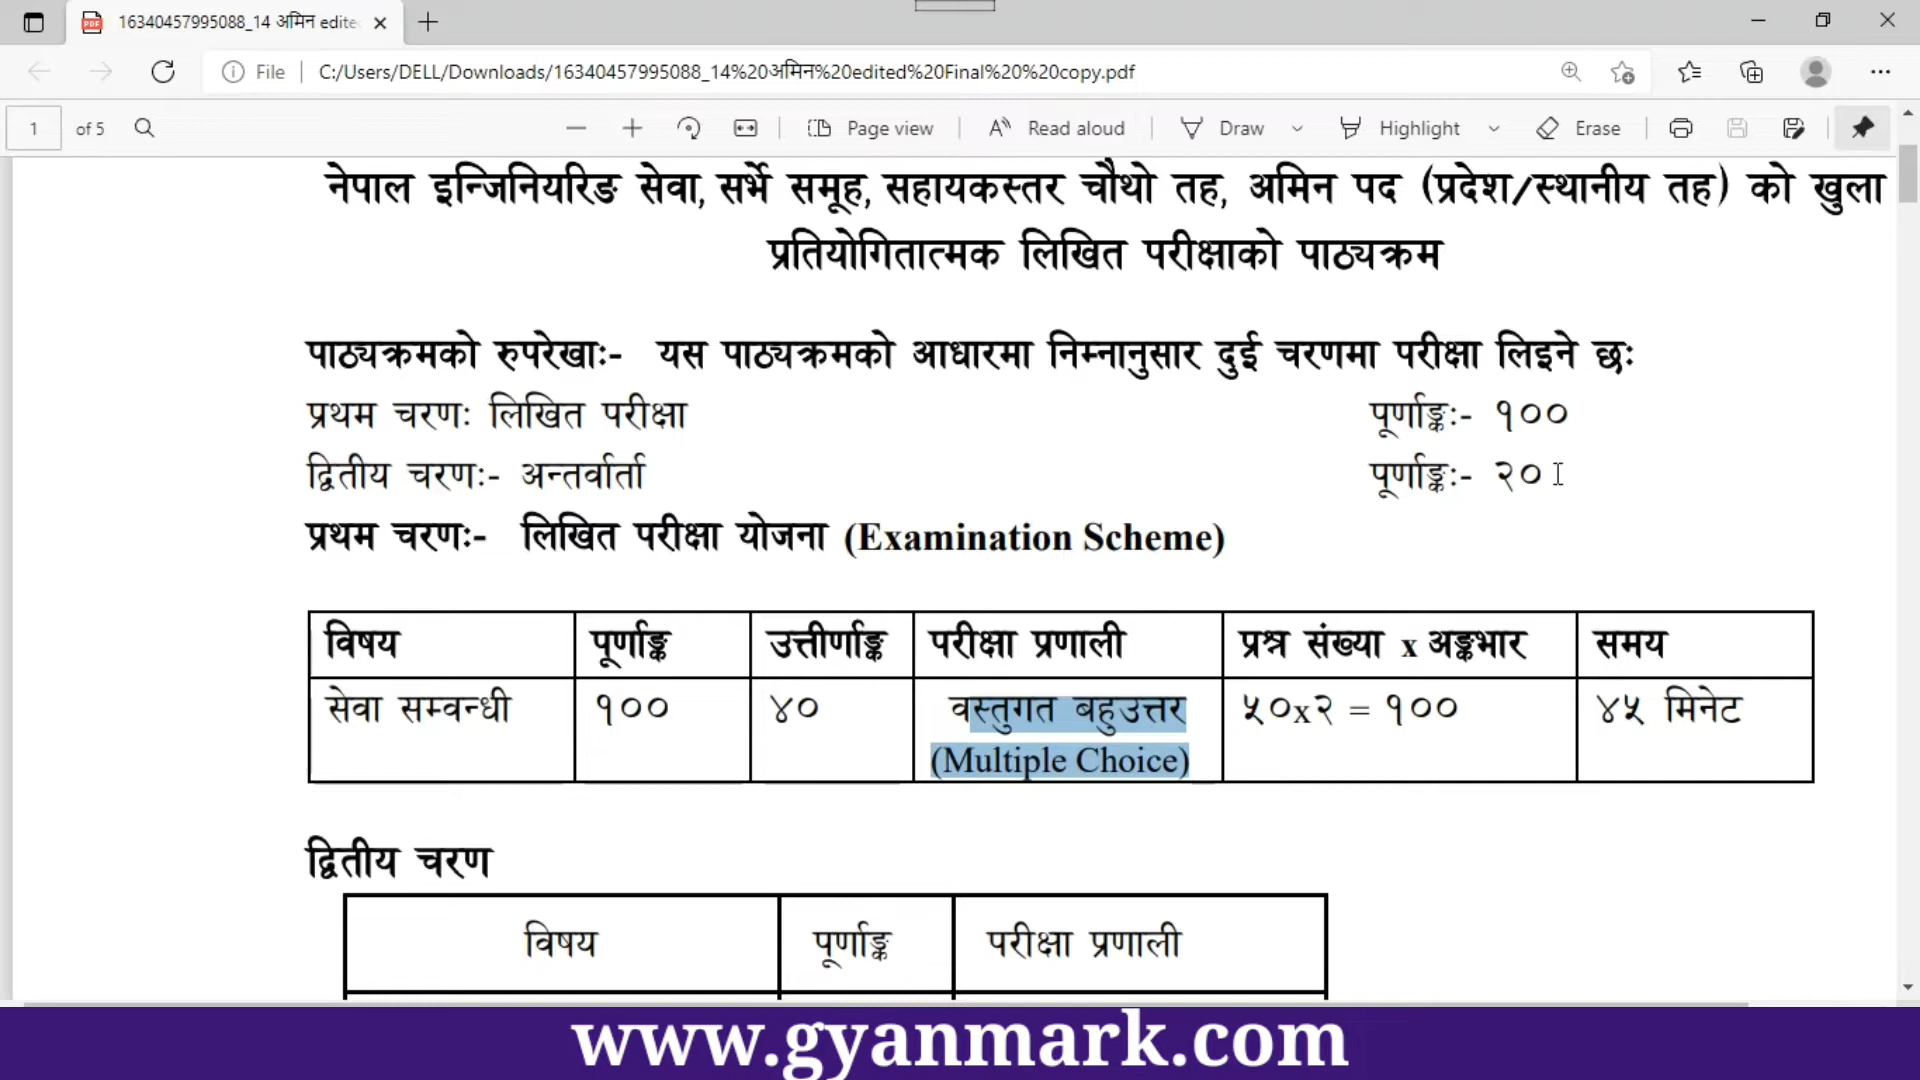 16340457995088_14 अमिन edite
File
C:/Users/DELL/Downloads/16340457995088_14%20अमिन%20edited%20Final%20%20copy.pdf
1 of 5
Page view
Read aloud
Draw
Highlight
Erase
नेपाल इन्जिनियरिङ सेवा, सर्भे समूह, सहायकस्तर चौथो तह, अमिन पद (प्रदेश/स्थानीय तह) को खुला
प्रतियोगितात्मक लिखित परीक्षाको पाठ्यक्रम
पाठ्यक्रमको रुपरेखाः- यस पाठ्यक्रमको आधारमा निम्नानुसार दुई चरणमा परीक्षा लिइने छः
प्रथम चरणः लिखित परीक्षा पूर्णाङ्कः- १००
द्वितीय चरणः- अन्तर्वार्ता पूर्णाङ्कः- २०
प्रथम चरणः- लिखित परीक्षा योजना (Examination Scheme)
विषय पूर्णाङ्क उत्तीर्णाङ्क परीक्षा प्रणाली प्रश्न संख्या x अङ्कभार समय
सेवा सम्वन्धी १०० ४० वस्तुगत बहुउत्तर ५०x२ = १०० ४५ मिनेट
(Multiple Choice)
द्वितीय चरण
विषय पूर्णाङ्क परीक्षा प्रणाली
www.gyanmark.com